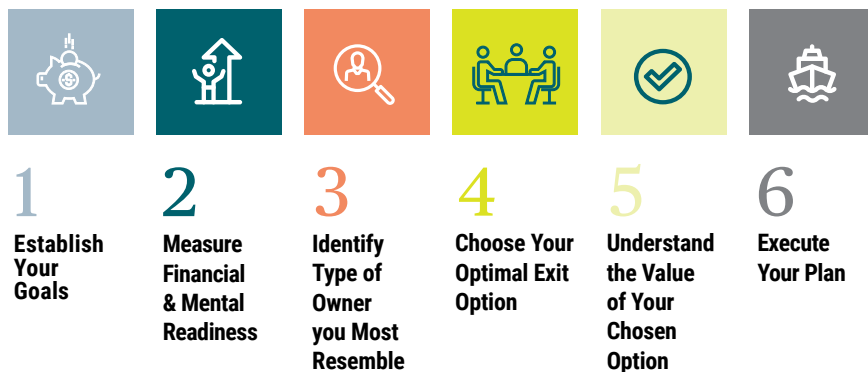 1
Establish
Your
Goals
2
Measure
Financial
& Mental
Readiness
3
Identify
Type of
Owner
you Most
Resemble
4
Choose Your
Optimal Exit
Option
5
Understand
the Value
of Your
Chosen
Option
6
Execute
Your Plan